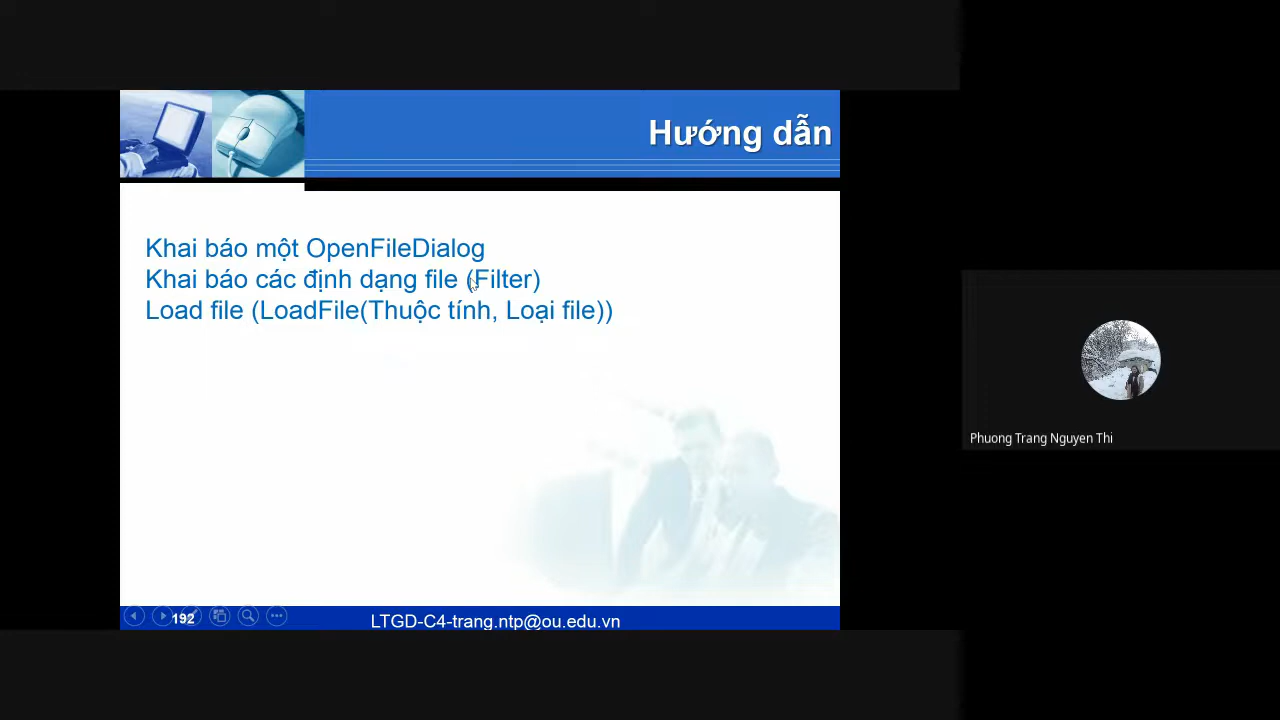 Hướng dẫn
Khai báo một OpenFileDialog
Khai báo các định dạng file (Filter)
Load file (LoadFile(Thuộc tính, Loại file))
Phuong Trang Nguyen Thi
192
LTGD-C4-trang.ntp@ou.edu.vn